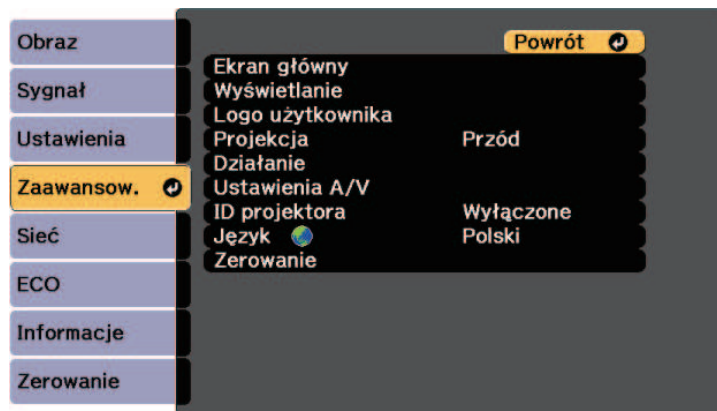 Obraz
Sygnał
Ustawienia
Zaawansow.
Sieć
ECO
Informacje
Zerowanie
Powrót
Ekran główny
Wyświetlanie
Logo użytkownika
Projekcja Przód
Działanie
Ustawienia A/V
ID projektora Wyłączone
Język Polski
Zerowanie